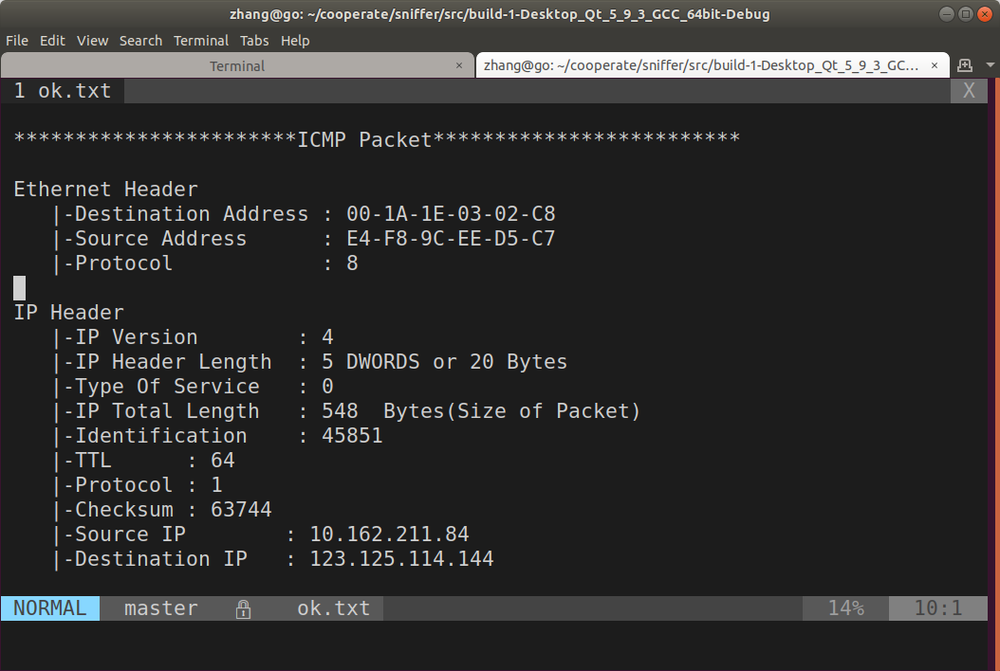 zhang@go: ~/cooperate/sniffer/src/build-1-Desktop_Qt_5_9_3_GCC_64bit-Debug
File Edit View Search Terminal Tabs Help
Terminal × zhang@go: ~/cooperate/sniffer/src/build-1-Desktop_Qt_5_9_3_GC... ×
1 ok.txt X
***********************ICMP Packet*************************
Ethernet Header
|-Destination Address : 00-1A-1E-03-02-C8
|-Source Address : E4-F8-9C-EE-D5-C7
|-Protocol : 8
IP Header
|-IP Version : 4
|-IP Header Length : 5 DWORDS or 20 Bytes
|-Type Of Service : 0
|-IP Total Length : 548 Bytes(Size of Packet)
|-Identification : 45851
|-TTL : 64
|-Protocol : 1
|-Checksum : 63744
|-Source IP : 10.162.211.84
|-Destination IP : 123.125.114.144
NORMAL master ok.txt 14% 10:1